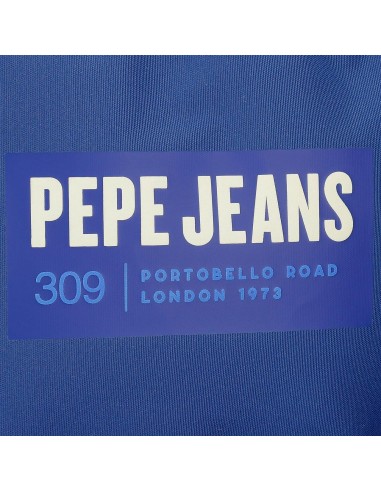 PEPE JEANS
309 | PORTOBELLO ROAD
LONDON 1973